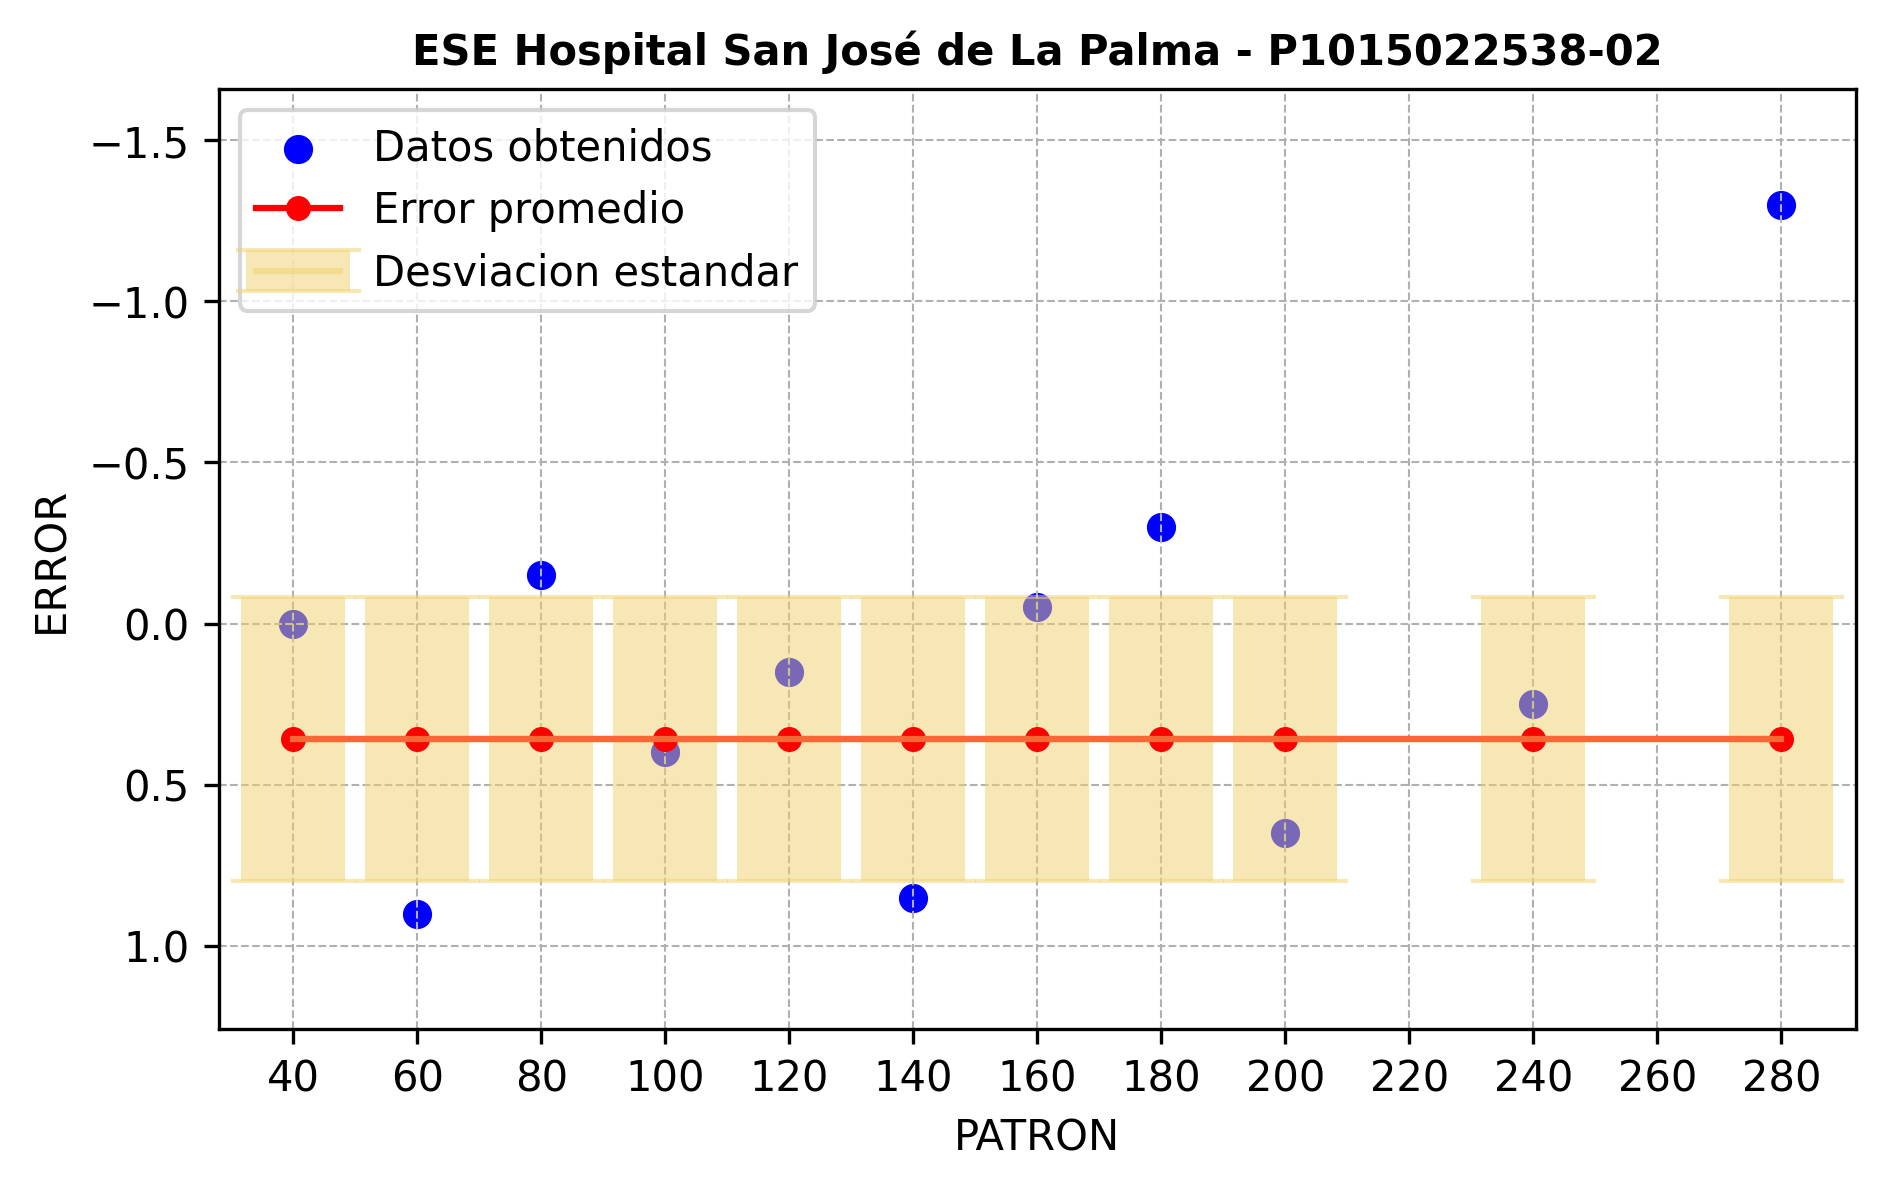 ESE Hospital San José de La Palma - P1015022538-02
Datos obtenidos
Error promedio
Desviacion estandar
ERROR
−1.5
−1.0
−0.5
0.0
0.5
1.0
40 60 80 100 120 140 160 180 200 220 240 260 280
PATRON